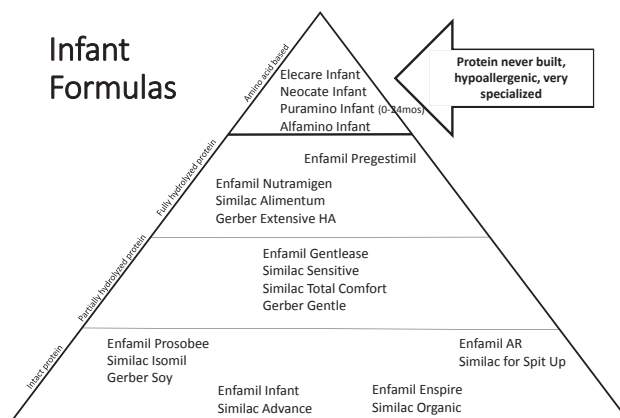 Infant
Formulas
Amino acid based
Elecare Infant
Neocate Infant
Puramino Infant (0-24mos)
Alfamino Infant
Protein never built,
hypoallergenic, very
specialized
Fully hydrolyzed protein
Enfamil Pregestimil
Enfamil Nutramigen
Similac Alimentum
Gerber Extensive HA
Partially hydrolyzed protein
Enfamil Gentlease
Similac Sensitive
Similac Total Comfort
Gerber Gentle
Intact protein
Enfamil Prosobee
Similac Isomil
Gerber Soy
Enfamil AR
Similac for Spit Up
Enfamil Infant
Similac Advance
Enfamil Enspire
Similac Organic